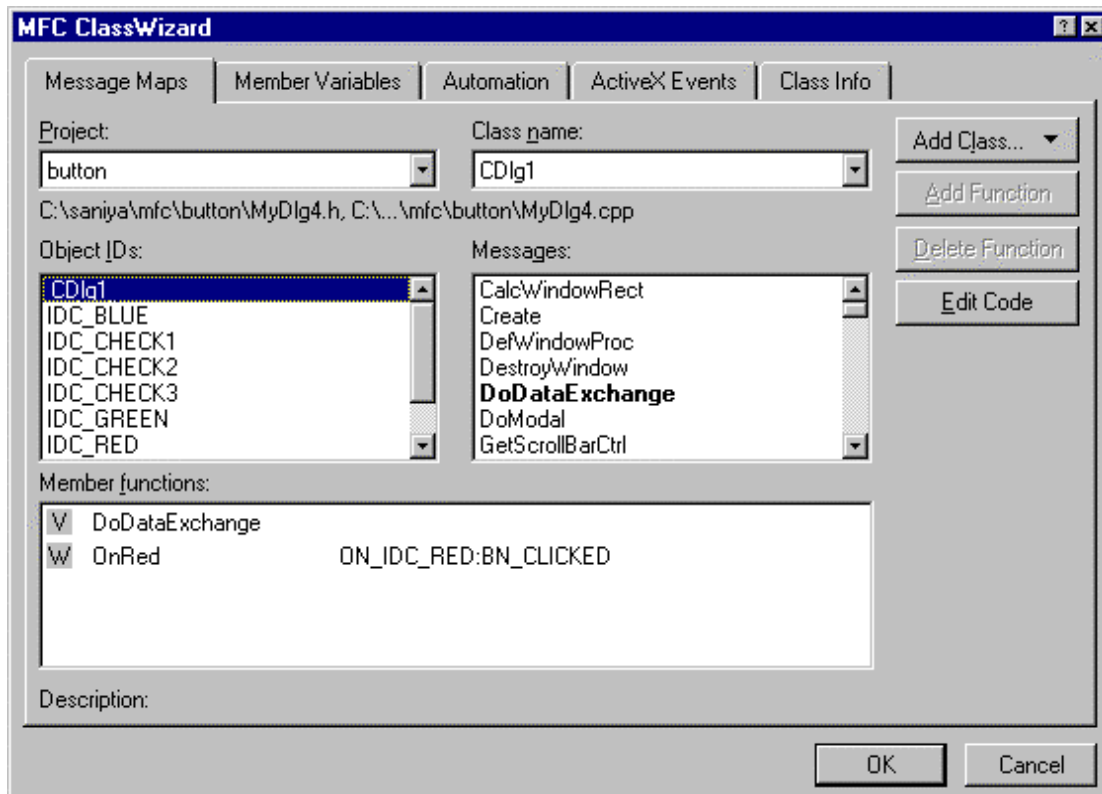 MFC ClassWizard
Message Maps Member Variables Automation ActiveX Events Class Info
Project: Class name:
button CDlg1
Add Class...
C:\saniya\mfc\button\MyDlg4.h, C:\...\mfc\button\MyDlg4.cpp
Add Function
Object IDs: Messages:
Delete Function
CDlg1 CalcWindowRect
IDC_BLUE Create
Edit Code
IDC_CHECK1 DefWindowProc
IDC_CHECK2 DestroyWindow
IDC_CHECK3 DoDataExchange
IDC_GREEN DoModal
IDC_RED GetScrollBarCtrl
Member functions:
V DoDataExchange
W OnRed ON_IDC_RED:BN_CLICKED
Description:
OK Cancel